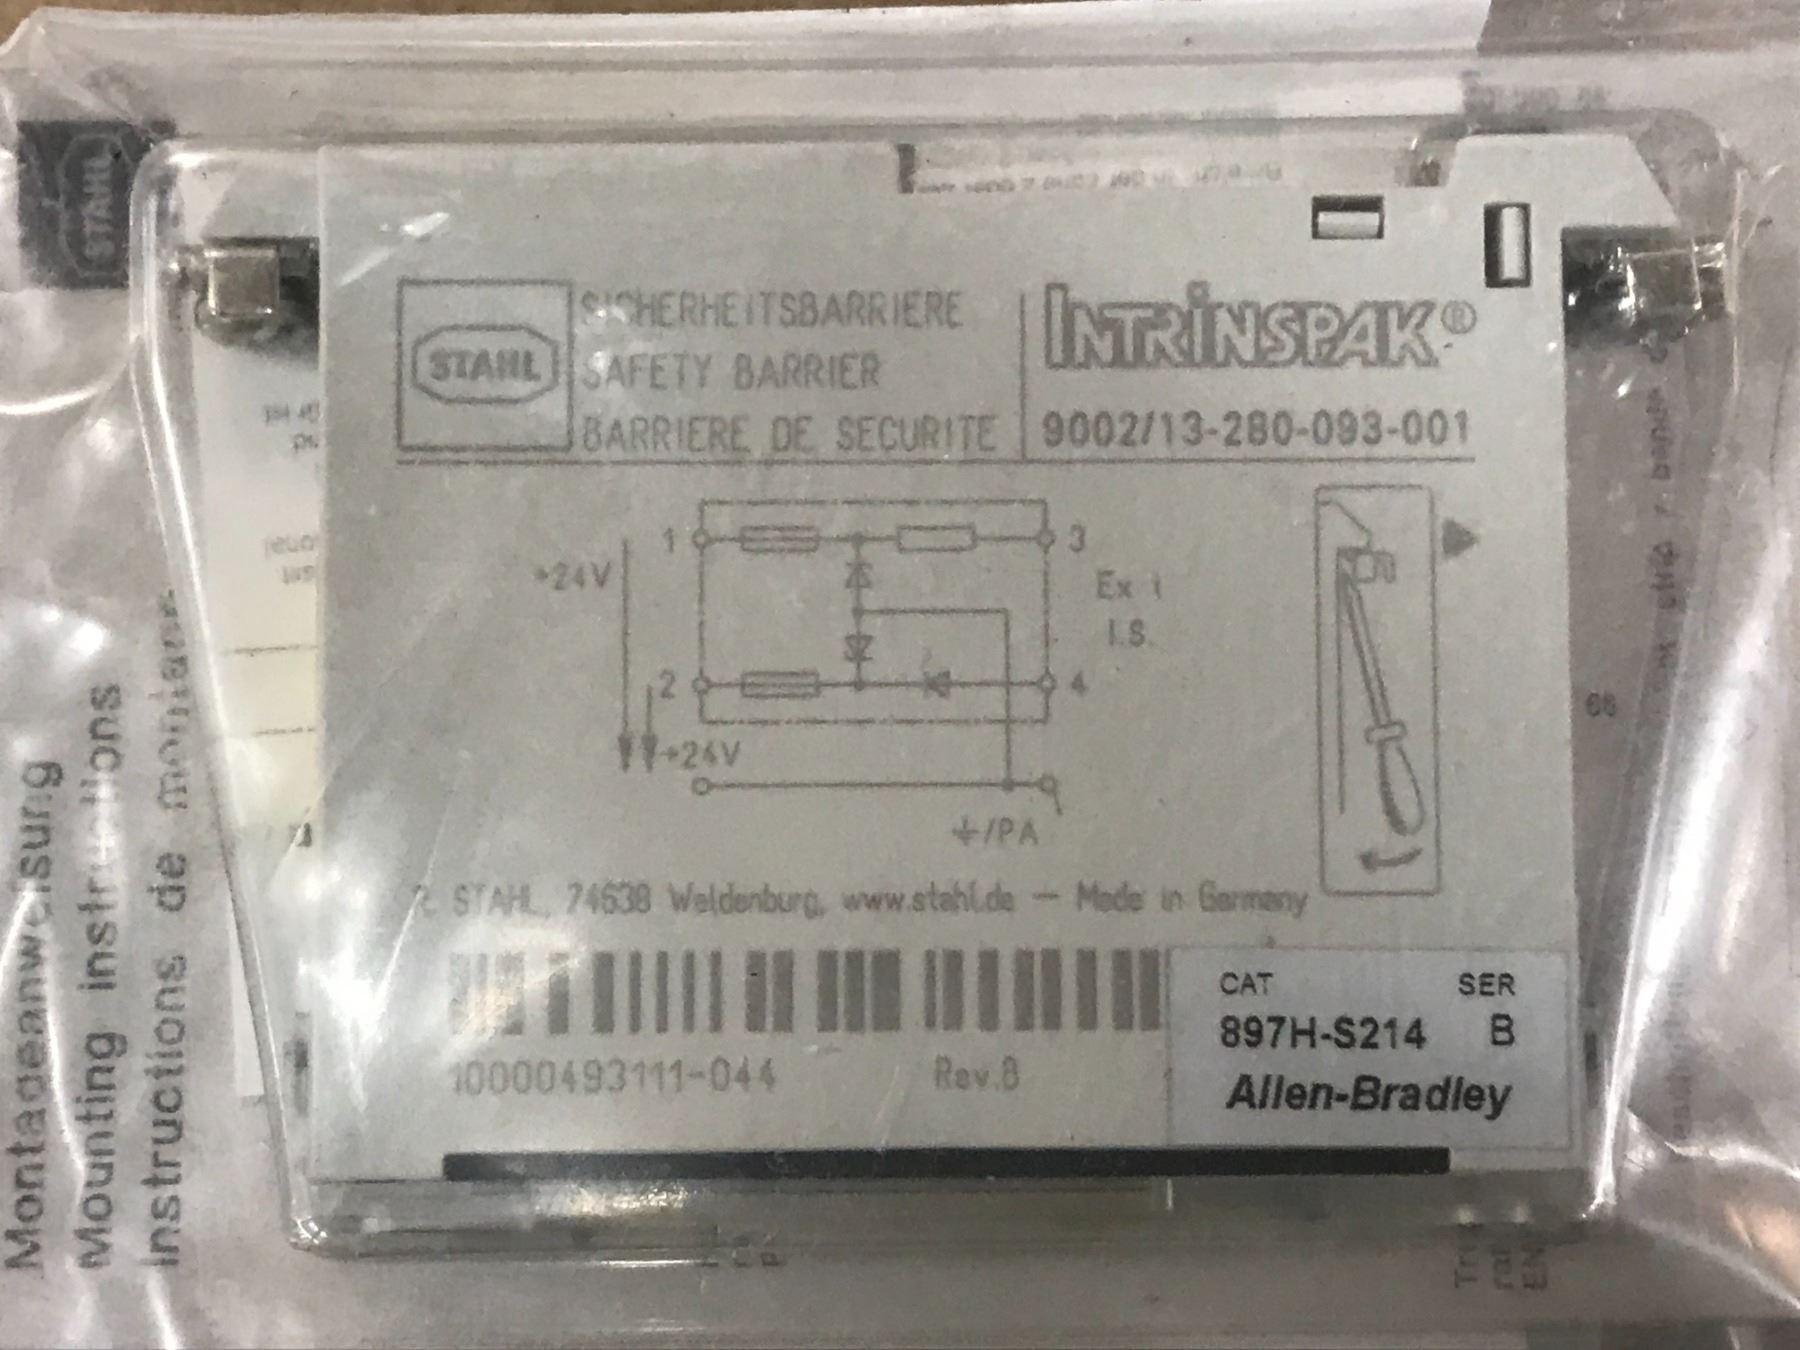 STAHL
SICHERHEITSBARRIERE
SAFETY BARRIER
BARRIERE DE SECURITE
STAHL
INTRINSPAK®
9002/13-280-093-001
1
3
+24V
Ex i
I.S.
2
4
+24V
/PA
STAHL, 74638 Waldenburg, www.stahl.de – Made in Germany
10000493111-044 Rev.B
CAT SER
897H-S214 B
Allen-Bradley
Montageanweisung
Mounting instructions
Instructions de montage